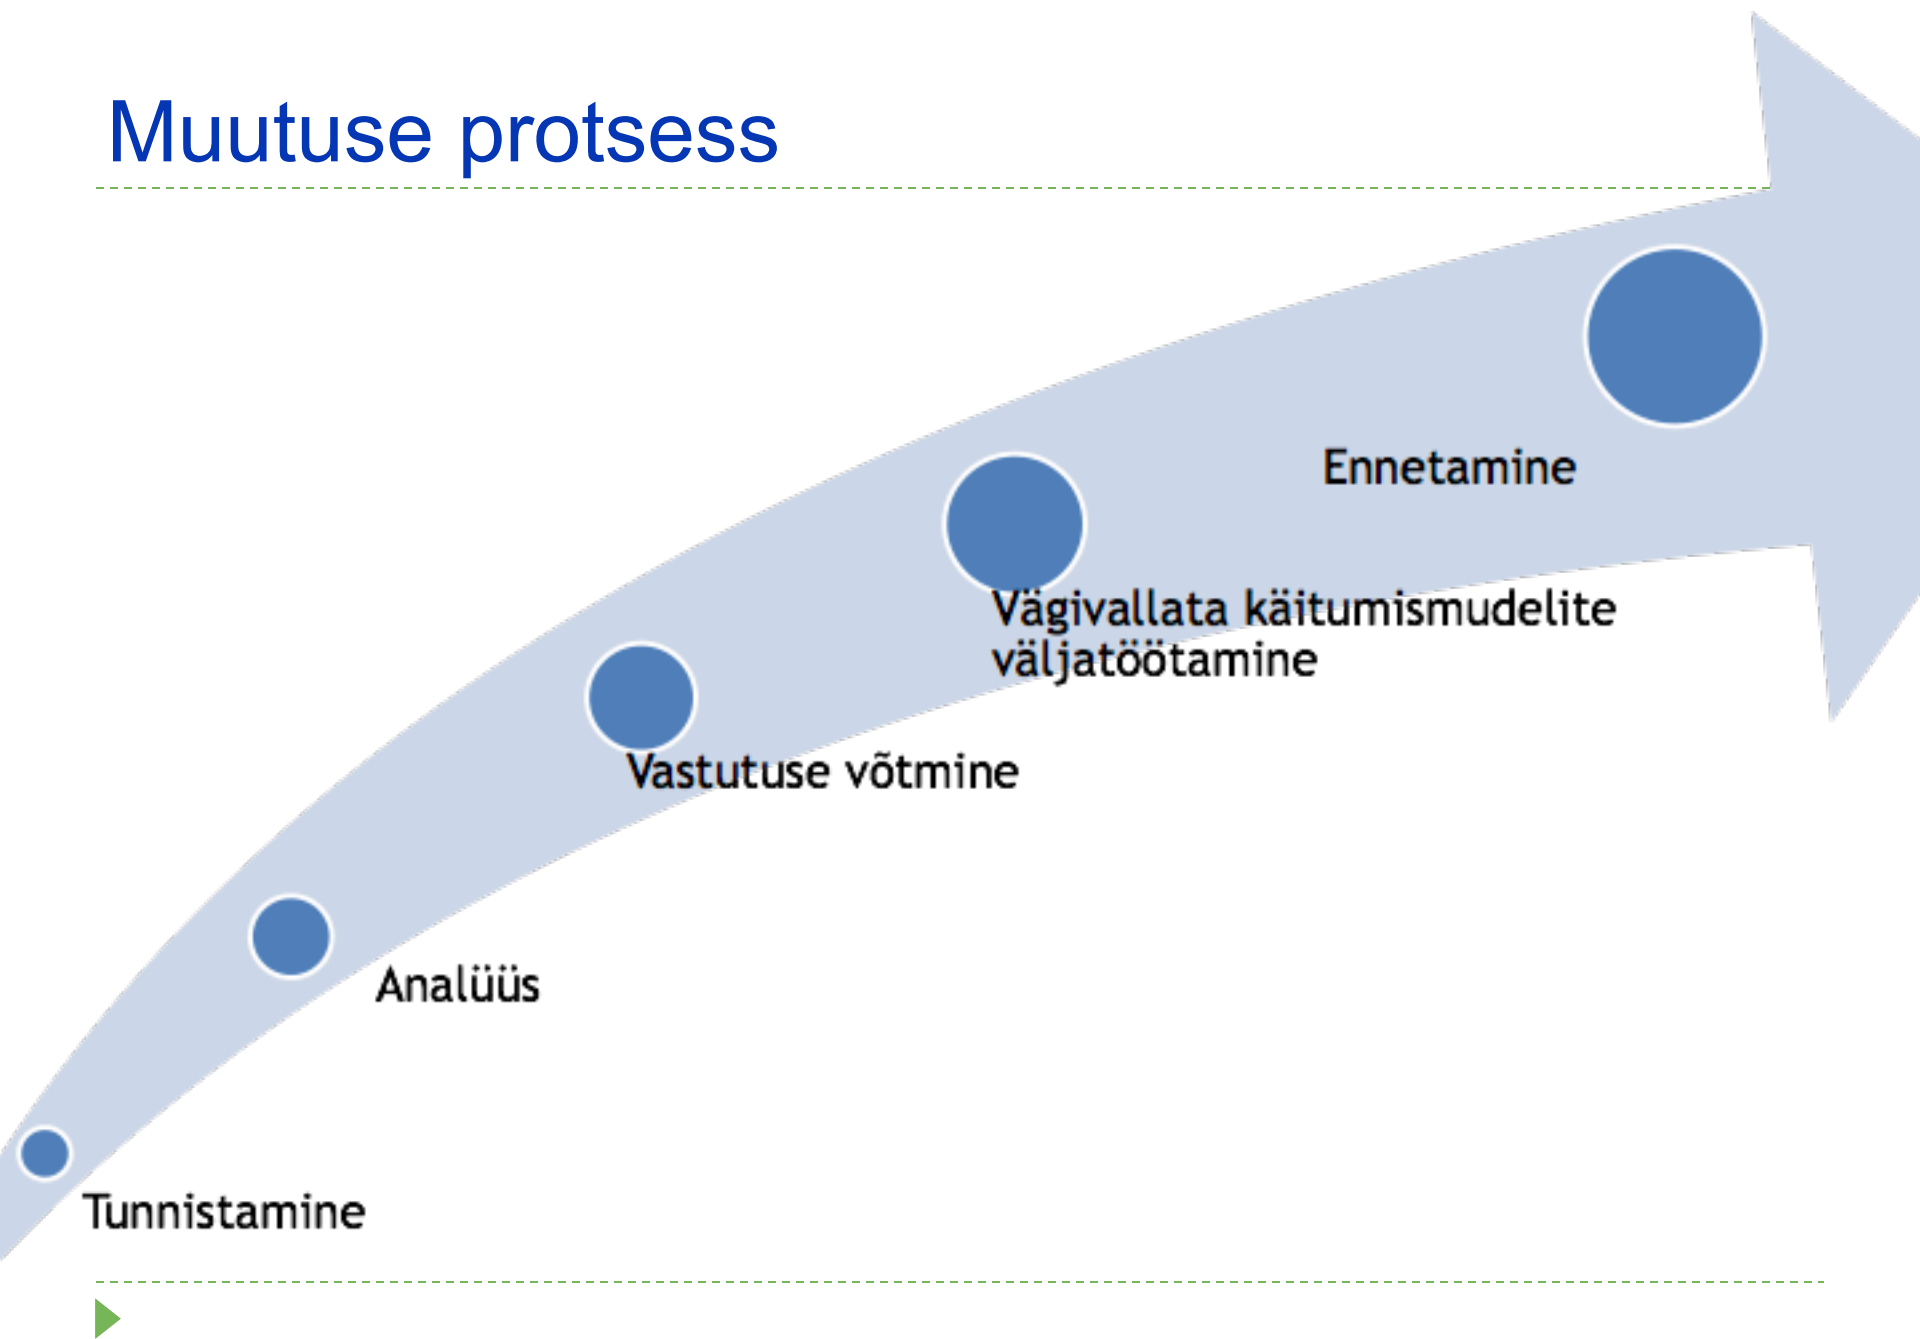 Muutuse protsess
Ennetamine
Vägivallata käitumismudelite
väljatöötamine
Vastutuse võtmine
Analüüs
Tunnistamine